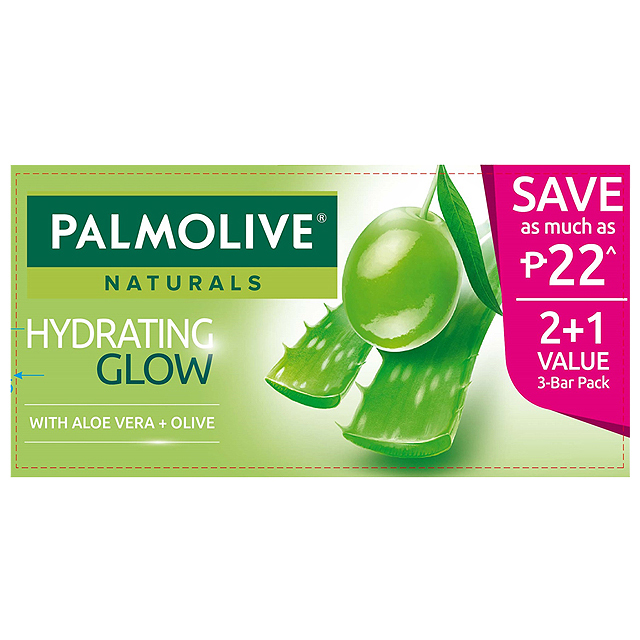 PALMOLIVE®
NATURALS
HYDRATING
GLOW
WITH ALOE VERA + OLIVE
SAVE
as much as
₱22^
2+1
VALUE
3-Bar Pack